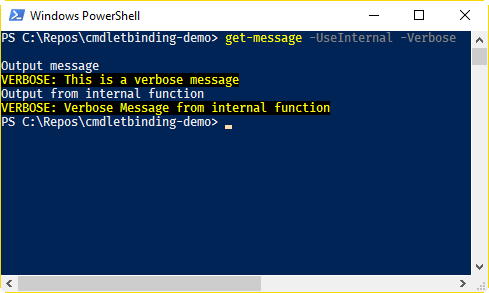 Windows PowerShell
PS C:\Repos\cmdletbinding-demo> get-message -UseInternal -Verbose
Output message
VERBOSE: This is a verbose message
Output from internal function
VERBOSE: Verbose Message from internal function
PS C:\Repos\cmdletbinding-demo>